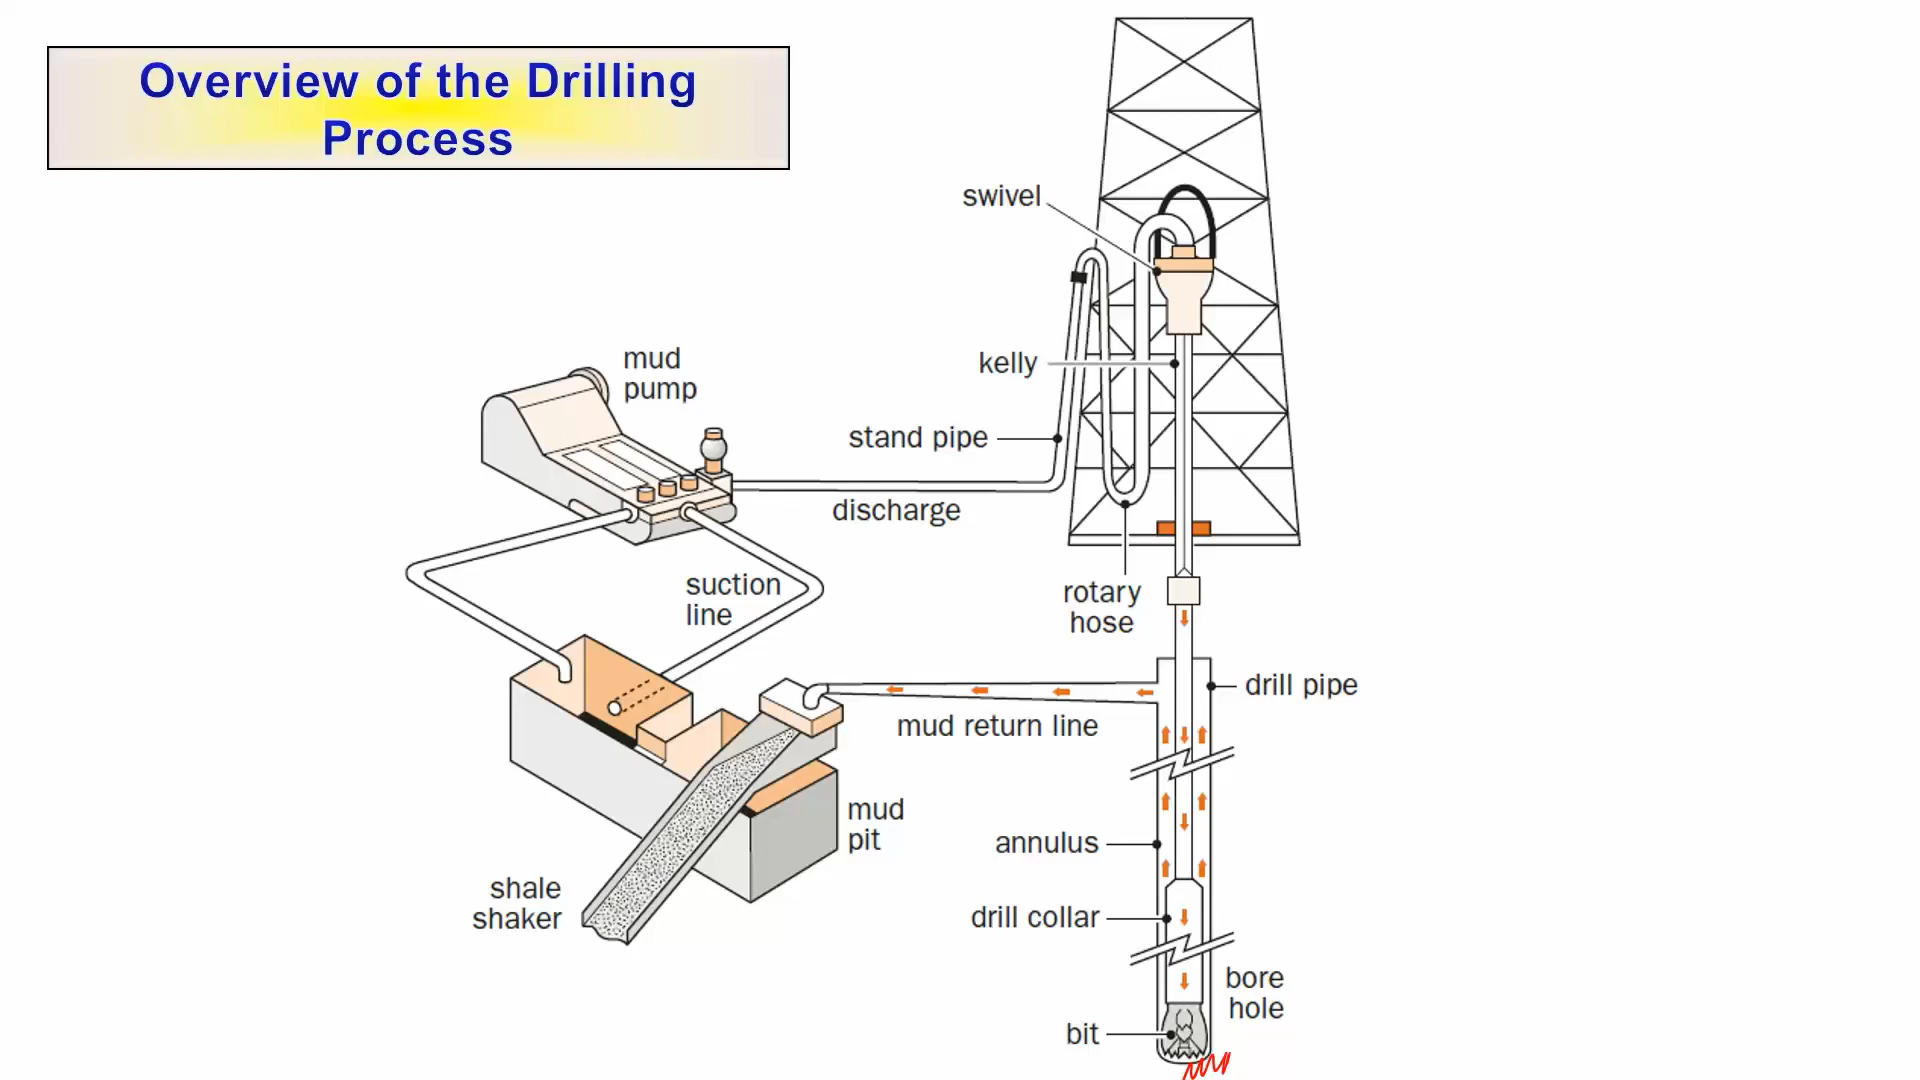 Overview of the Drilling
Process
swivel
mud
pump
kelly
stand pipe
discharge
suction
line
rotary
hose
drill pipe
mud return line
mud
pit
annulus
shale
shaker
drill collar
bore
hole
bit